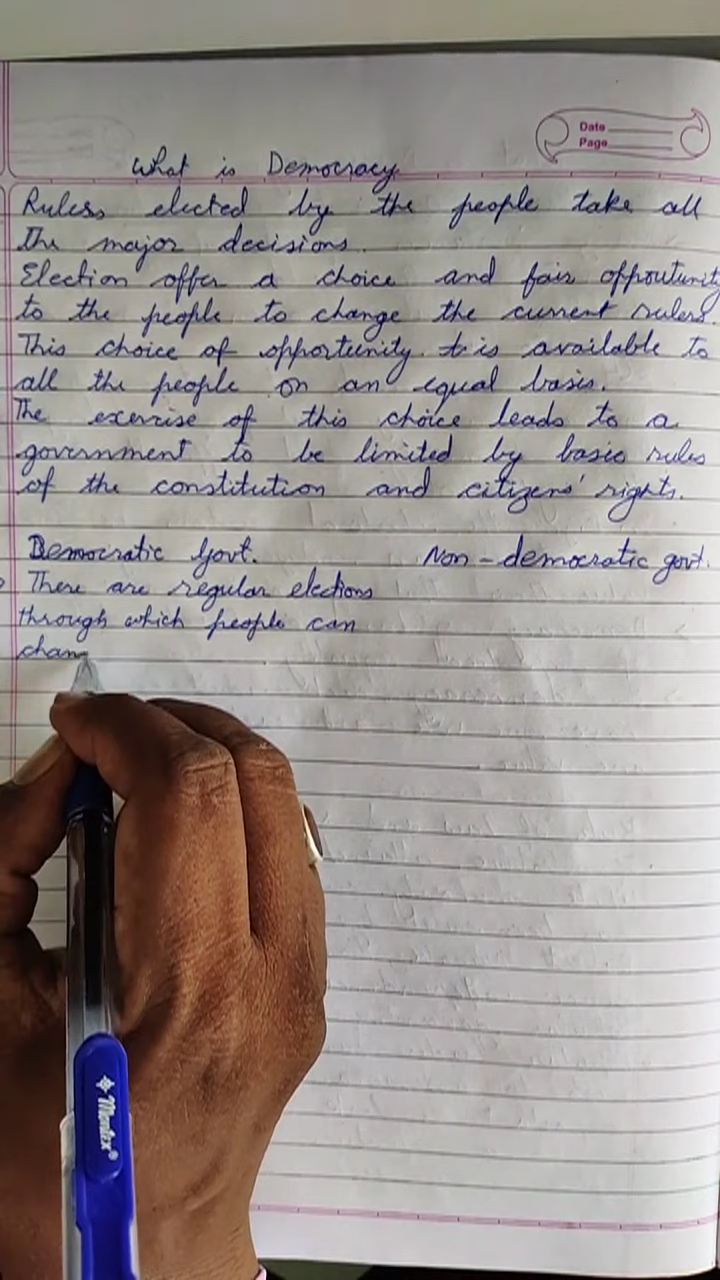 Date
Page
What is Democracy
Rulers elected by the people take all
the major decisions.
Election offer a choice and fair opportunity
to the people to change the current rulers.
This choice of opportunity. It is available to
all the people on an equal basis.
The exercise of this choice leads to a
government to be limited by basic rules
of the constitution and citizens' rights.
Democratic Govt. Non-democratic govt.
There are regular elections
through which people can
chan
Montex